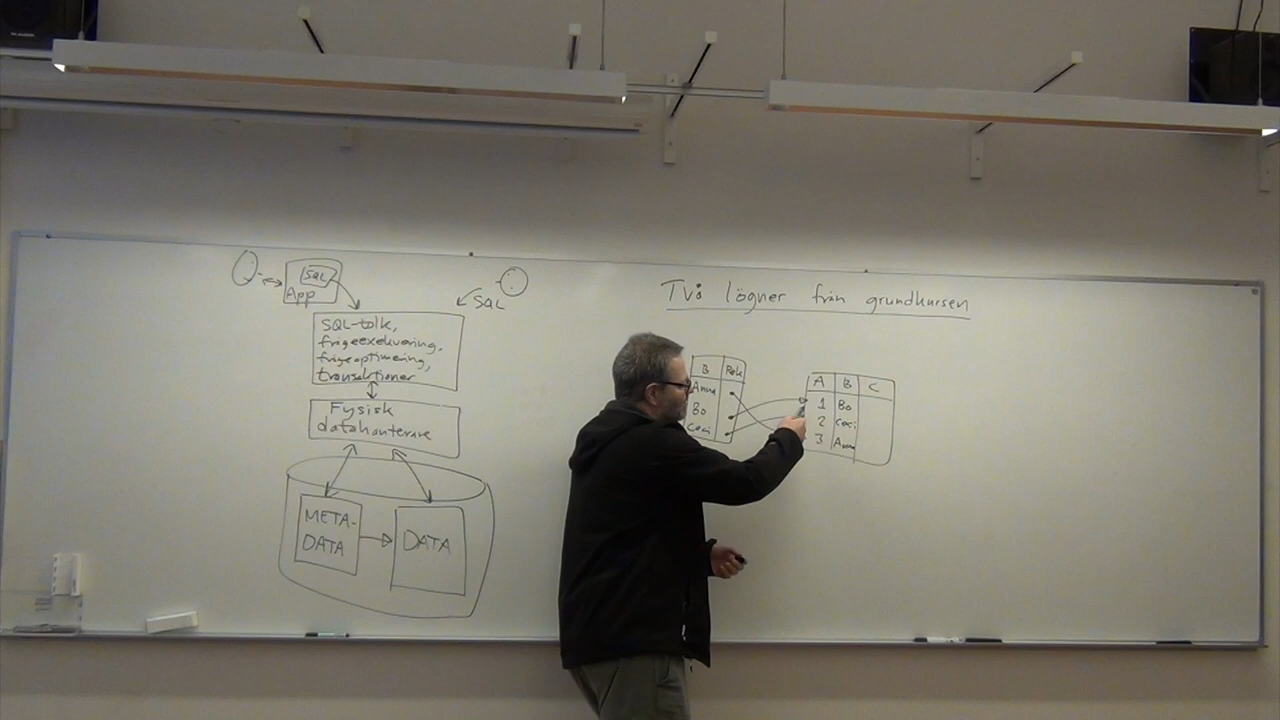 SQL
App
SQL
SQL-tolk,
frågeexekvering,
frågeoptimering,
transaktioner
Fysisk
datahanterare
META-
DATA
DATA
Två lögner från grundkursen
B Rek
Anna
Bo
Ceci
A B C
1 Bo
2 Ceci
3 Anna